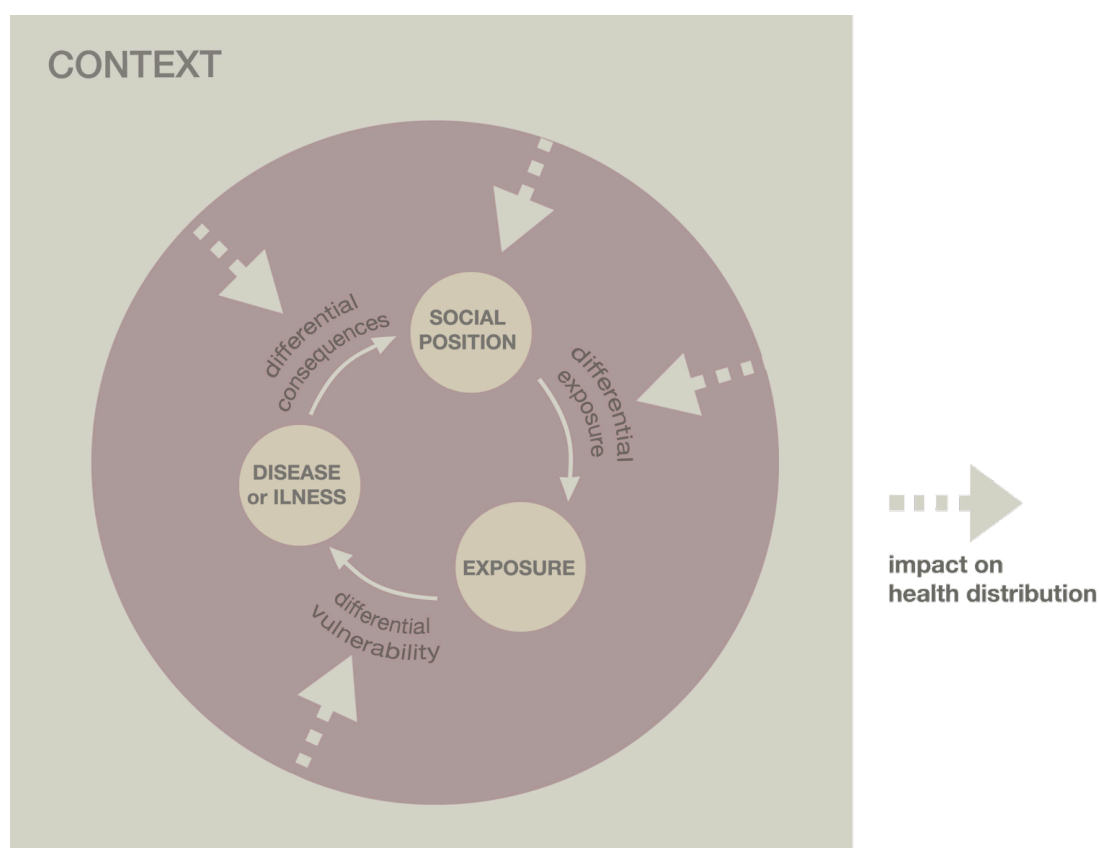 CONTEXT
SOCIAL
POSITION
differential
consequences
differential
exposure
DISEASE
or ILNESS
EXPOSURE
differential
vulnerability
impact on
health distribution